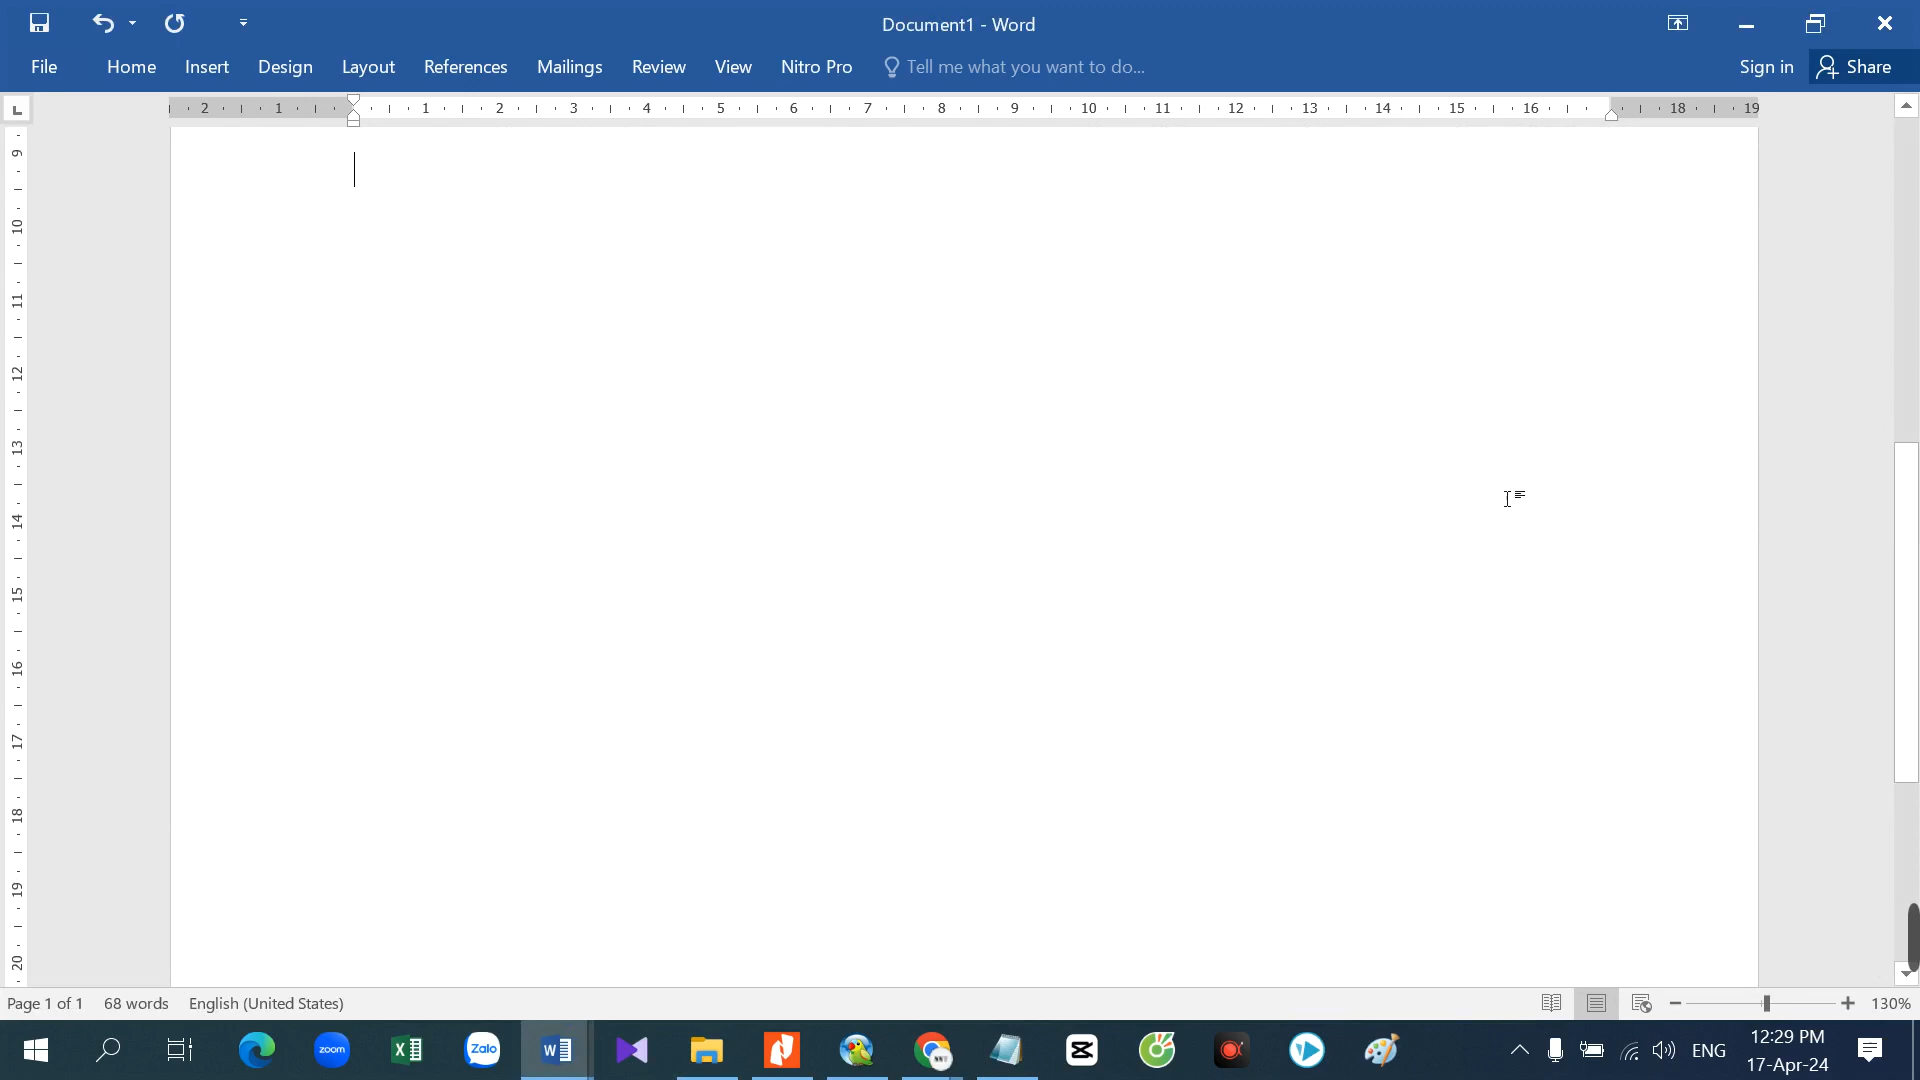 Document1 - Word
File Home Insert Design Layout References Mailings Review View Nitro Pro Tell me what you want to do... Sign in Share
2 1 1 2 3 4 5 6 7 8 9 10 11 12 13 14 15 16 18 19
9
10
11
12
13
14
15
16
17
18
19
20
Page 1 of 1 68 words English (United States) 130%
zoom Zalo ENG 12:29 PM
17-Apr-24